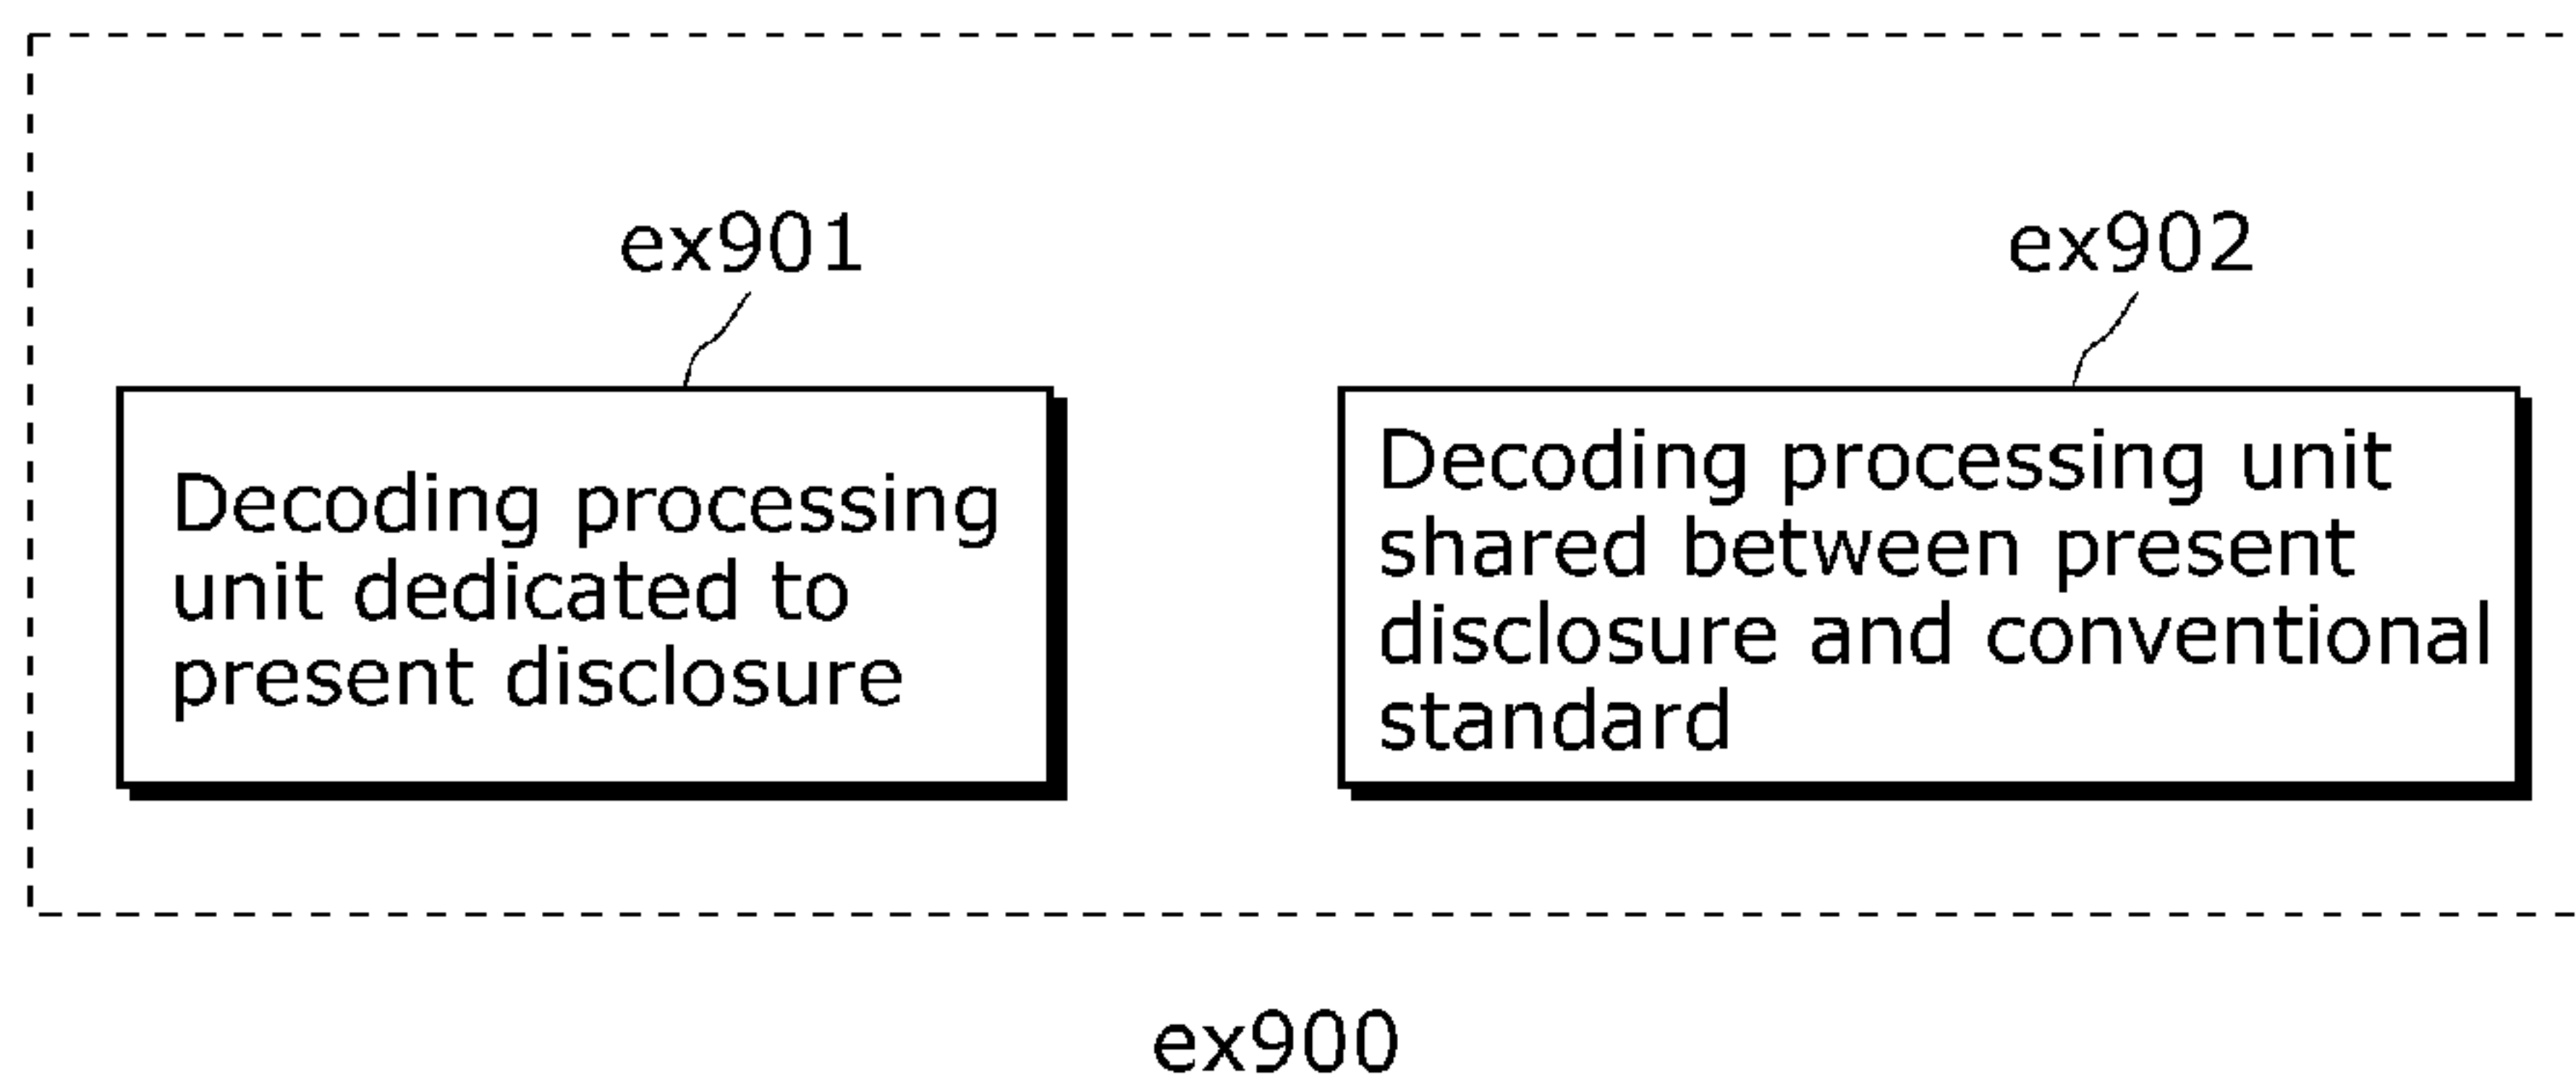 ex901
ex902
Decoding processing
unit dedicated to
present disclosure
Decoding processing unit
shared between present
disclosure and conventional
standard
ex900